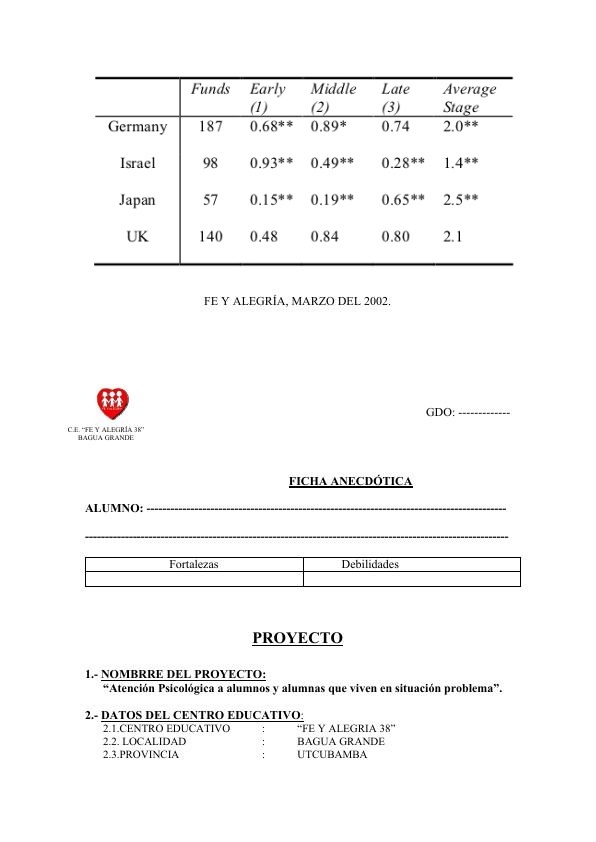 Funds Early Middle Late Average
(1) (2) (3) Stage
Germany 187 0.68** 0.89* 0.74 2.0**
Israel 98 0.93** 0.49** 0.28** 1.4**
Japan 57 0.15** 0.19** 0.65** 2.5**
UK 140 0.48 0.84 0.80 2.1
FE Y ALEGRÍA, MARZO DEL 2002.
GDO: -------------
C.E. “FE Y ALEGRÍA 38”
BAGUA GRANDE
FICHA ANECDÓTICA
ALUMNO: ------------------------------------------------------------------------------------------
----------------------------------------------------------------------------------------------------------
Fortalezas Debilidades
PROYECTO
1.- NOMBRRE DEL PROYECTO:
“Atención Psicológica a alumnos y alumnas que viven en situación problema”.
2.- DATOS DEL CENTRO EDUCATIVO:
2.1.CENTRO EDUCATIVO : “FE Y ALEGRIA 38”
2.2. LOCALIDAD : BAGUA GRANDE
2.3.PROVINCIA : UTCUBAMBA